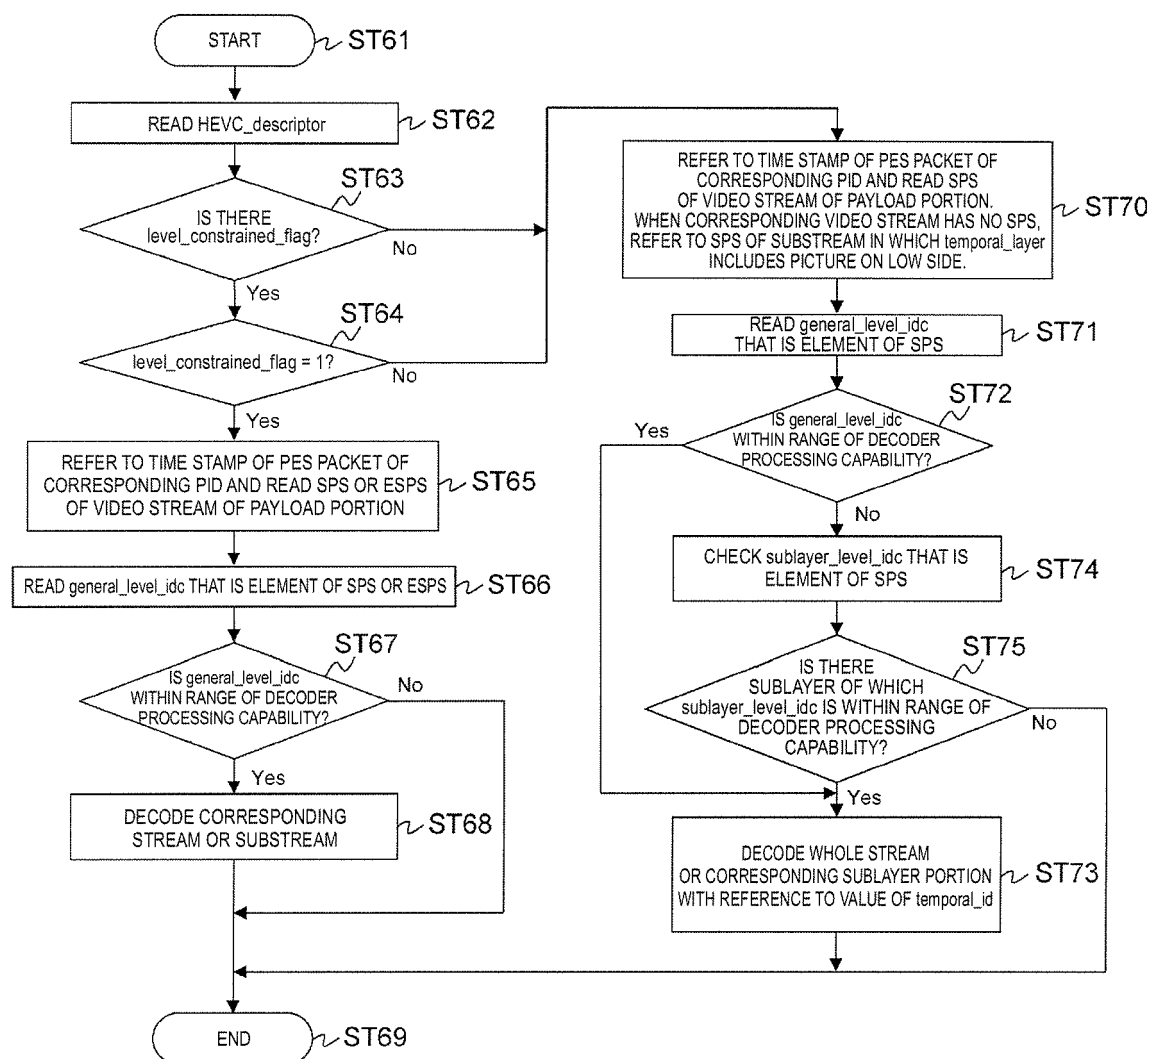 START
ST61
READ HEVC_descriptor
ST62
ST63
IS THERE
level_constrained_flag?
No
Yes
ST64
level_constrained_flag = 1?
No
Yes
REFER TO TIME STAMP OF PES PACKET OF
CORRESPONDING PID AND READ SPS OR ESPS
OF VIDEO STREAM OF PAYLOAD PORTION
ST65
READ general_level_idc THAT IS ELEMENT OF SPS OR ESPS
ST66
ST67
IS general_level_idc
WITHIN RANGE OF DECODER
PROCESSING CAPABILITY?
No
Yes
DECODE CORRESPONDING
STREAM OR SUBSTREAM
ST68
END
ST69
REFER TO TIME STAMP OF PES PACKET OF
CORRESPONDING PID AND READ SPS
OF VIDEO STREAM OF PAYLOAD PORTION.
WHEN CORRESPONDING VIDEO STREAM HAS NO SPS,
REFER TO SPS OF SUBSTREAM IN WHICH temporal_layer
INCLUDES PICTURE ON LOW SIDE.
ST70
READ general_level_idc
THAT IS ELEMENT OF SPS
ST71
ST72
IS general_level_idc
WITHIN RANGE OF DECODER
PROCESSING CAPABILITY?
Yes
No
CHECK sublayer_level_idc THAT IS
ELEMENT OF SPS
ST74
ST75
IS THERE
SUBLAYER OF WHICH
sublayer_level_idc IS WITHIN RANGE OF
DECODER PROCESSING
CAPABILITY?
No
Yes
DECODE WHOLE STREAM
OR CORRESPONDING SUBLAYER PORTION
WITH REFERENCE TO VALUE OF temporal_id
ST73